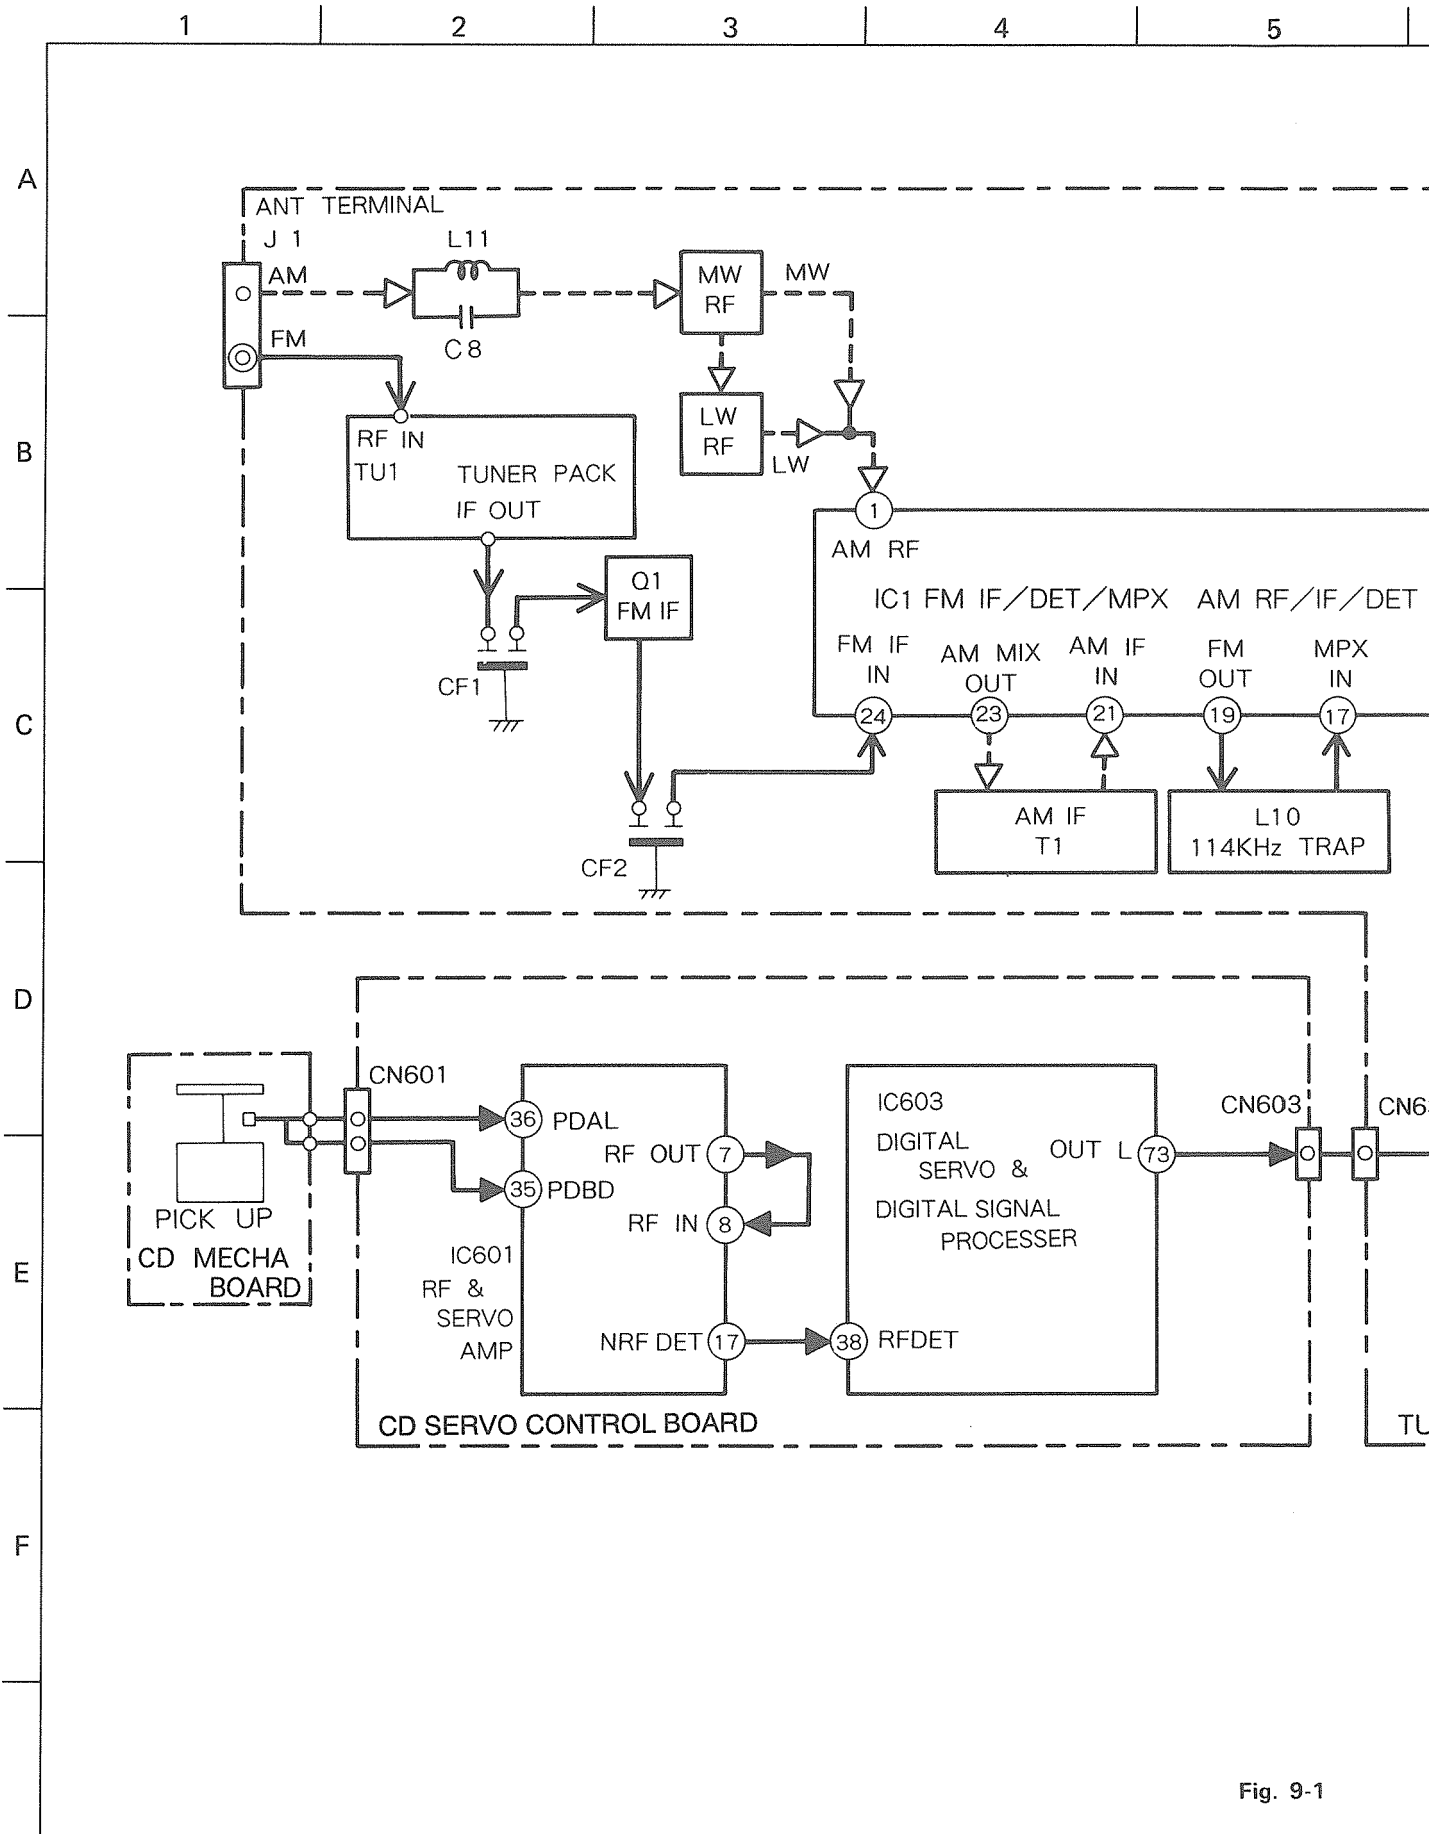 1 2 3 4 5
A
B
C
D
E
F
ANT TERMINAL
J 1
AM
FM
L11
C8
MW
RF
MW
LW
RF
LW
RF IN
TU1
TUNER PACK
IF OUT
Q1
FM IF
CF1
CF2
1
AM RF
IC1 FM IF/DET/MPX AM RF/IF/DET
FM IF
IN
AM MIX
OUT
AM IF
IN
FM
OUT
MPX
IN
24 23 21 19 17
AM IF
T1
L10
114KHz TRAP
PICK UP
CD MECHA
BOARD
CN601
36 PDAL
35 PDBD
RF OUT 7
RF IN 8
IC601
RF &
SERVO
AMP
NRF DET 17
38 RFDET
IC603
DIGITAL
SERVO &
DIGITAL SIGNAL
PROCESSER
OUT L 73
CN603
CN6
CD SERVO CONTROL BOARD
TU
Fig. 9-1